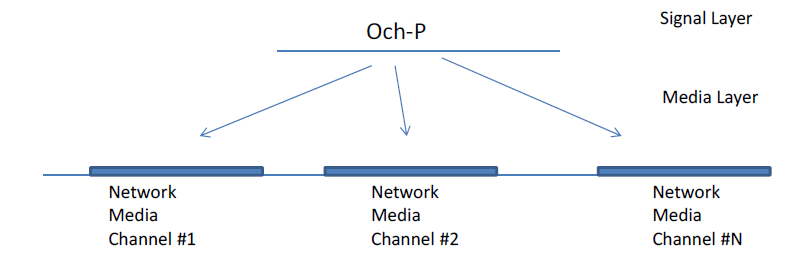 Signal Layer
Och-P
Media Layer
Network
Media
Channel #1
Network
Media
Channel #2
Network
Media
Channel #N